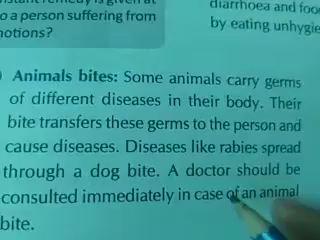 o a person suffering from
notions?
diarrhoea and foo
by eating unhygie
Animals bites: Some animals carry germs
of different diseases in their body. Their
bite transfers these germs to the person and
cause diseases. Diseases like rabies spread
through a dog bite. A doctor should be
consulted immediately in case of an animal
bite.